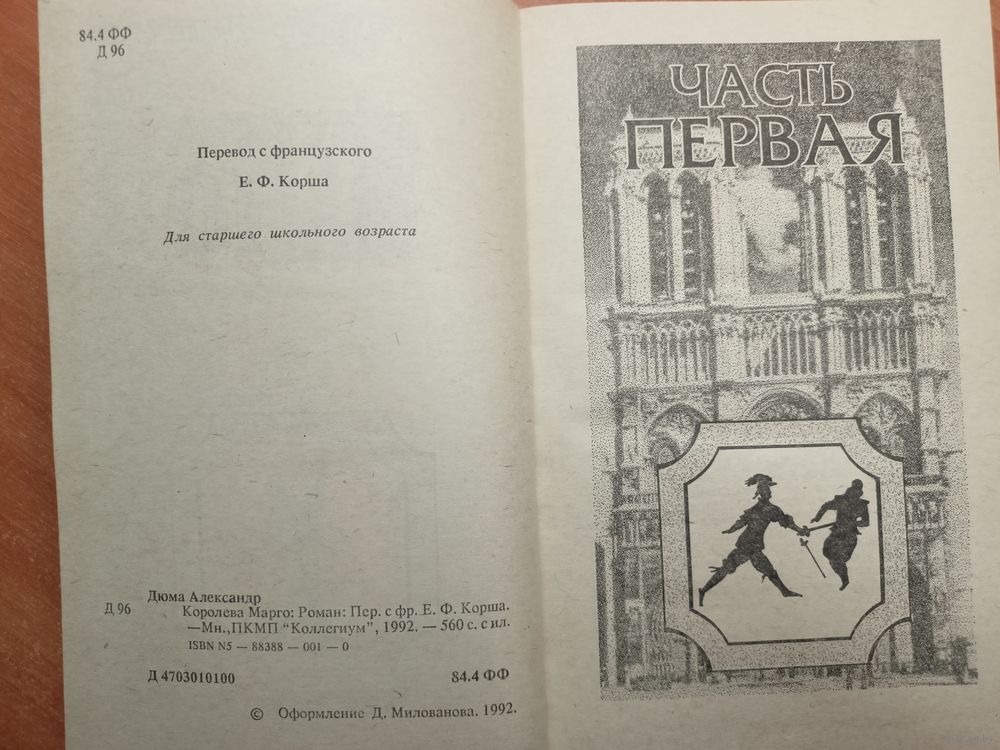 84.4 ФФ
Д 96
Перевод с французского
Е. Ф. Корша
Для старшего школьного возраста
Дюма Александр
Д 96 Королева Марго: Роман: Пер. с фр. Е. Ф. Корша.
—Мн.,ПКМП “Коллегиум”, 1992. — 560 с. с ил.
ISBN N5 — 88388 — 001 — 0
Д 4703010100 84.4 ФФ
© Оформление Д. Милованова. 1992.
ЧАСТЬ
ПЕРВАЯ